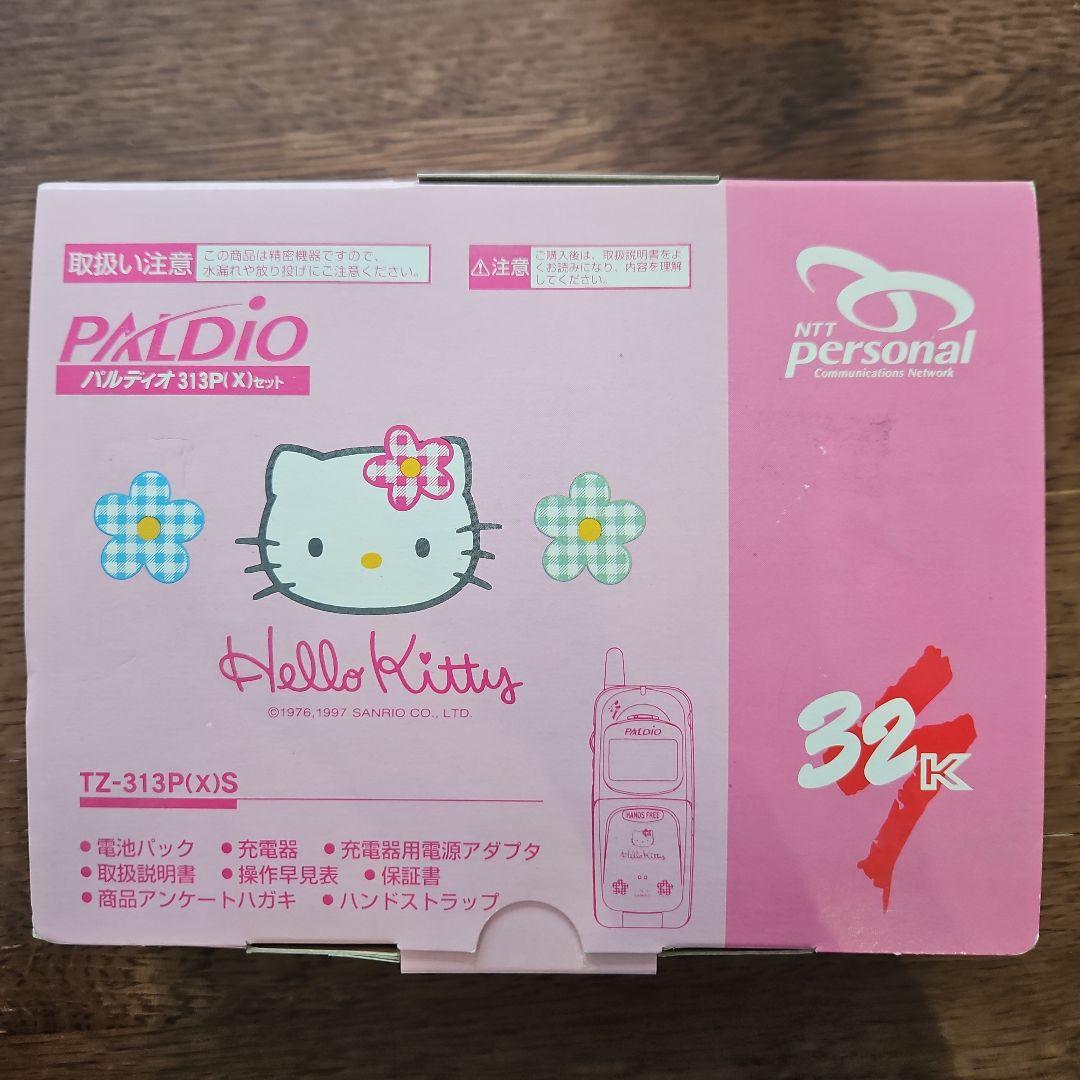 取扱い注意
この商品は精密機器ですので、
水漏れや放り投げにご注意ください。
⚠注意
ご購入後は、取扱説明書をよ
くお読みになり、内容を理解
してください。
PALDIO
パルディオ 313P(X)セット
NTT
personal
Communications Network
Hello Kitty
©1976,1997 SANRIO CO., LTD.
TZ-313P(X)S
●電池パック ●充電器 ●充電器用電源アダプタ
●取扱説明書 ●操作早見表 ●保証書
●商品アンケートハガキ ●ハンドストラップ
PALDIO
HANDS FREE
Hello Kitty
32K